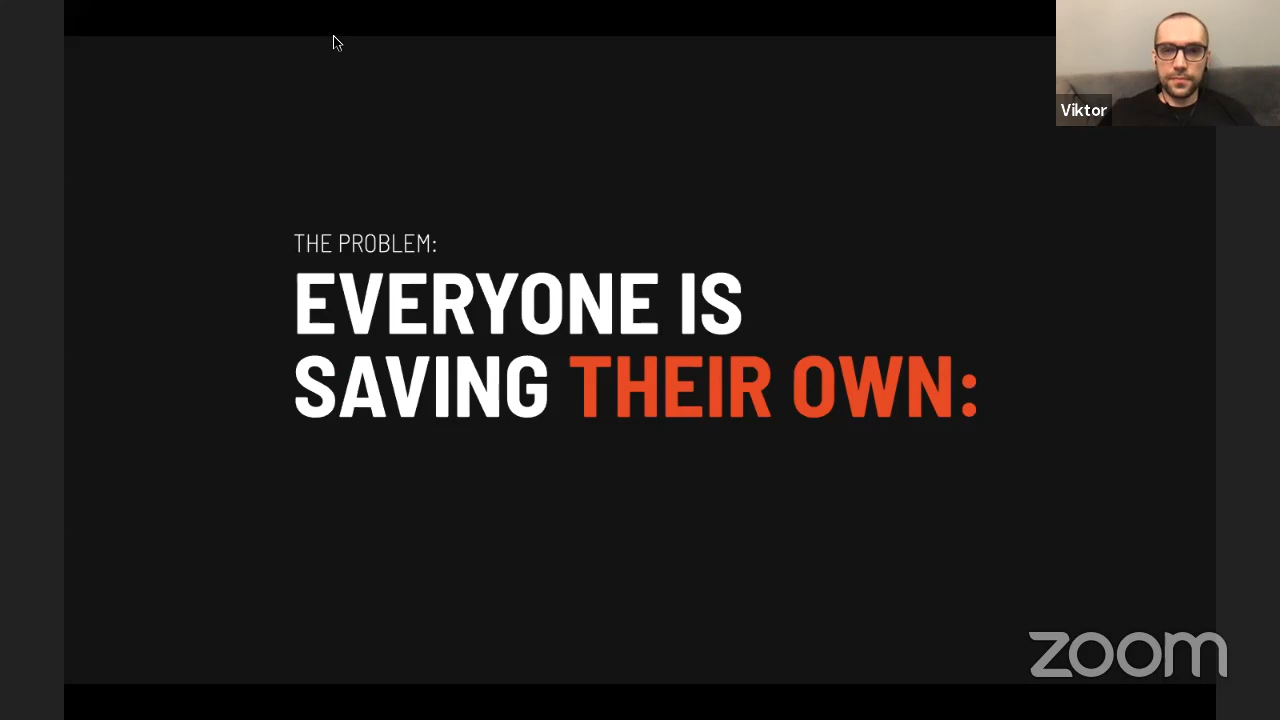 Viktor
THE PROBLEM:
EVERYONE IS
SAVING THEIR OWN:
zoom